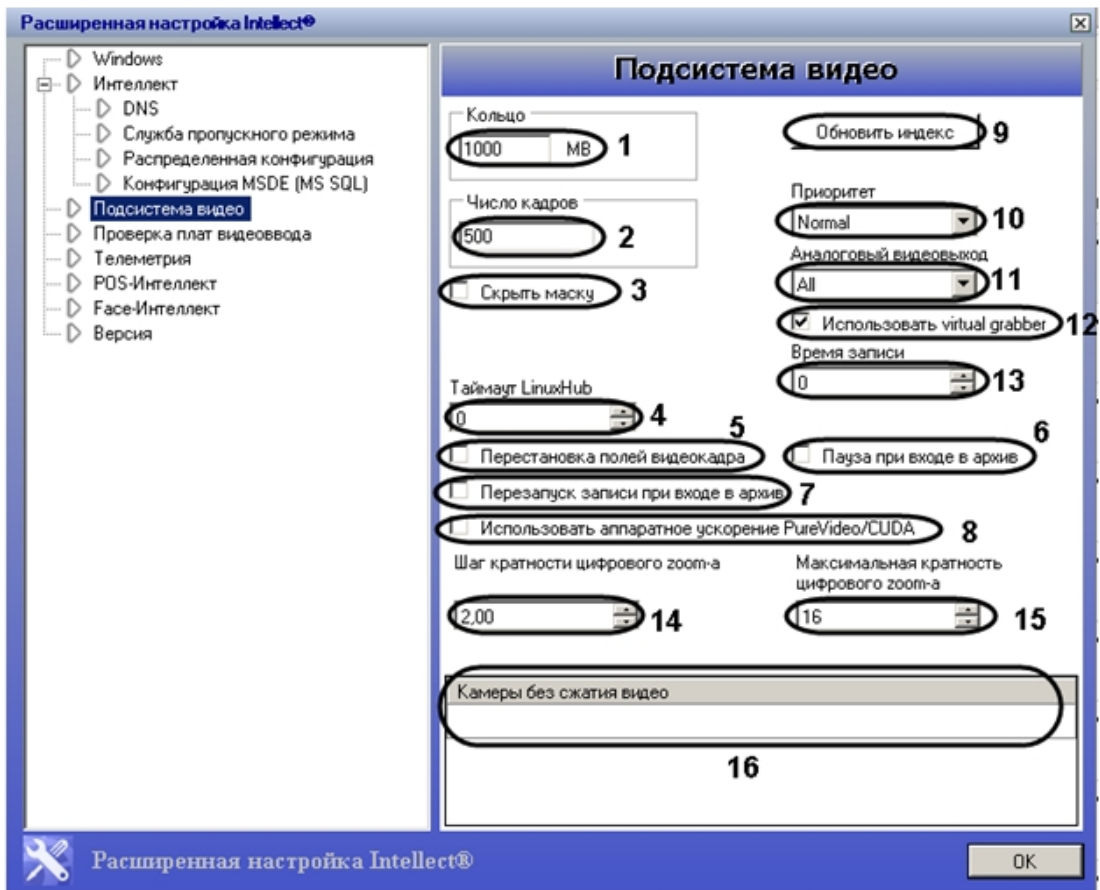 Расширенная настройка Intellect®
Windows
Интеллект
DNS
Служба пропускного режима
Распределенная конфигурация
Конфигурация MSDE (MS SQL)
Подсистема видео
Проверка плат видеоввода
Телеметрия
POS-Интеллект
Face-Интеллект
Версия
Подсистема видео
Кольцо
1000 MB 1
Обновить индекс 9
Число кадров
500 2
Приоритет
Normal 10
Аналоговый видеовыход
All 11
Скрыть маску 3
Использовать virtual grabber 12
Время записи
0 13
Таймаут LinuxHub
0 4
Перестановка полей видеокадра 5
Пауза при входе в архив 6
Перезапуск записи при входе в архив 7
Использовать аппаратное ускорение PureVideo/CUDA 8
Шаг кратности цифрового zoom-а
2,00 14
Максимальная кратность
цифрового zoom-а
16 15
Камеры без сжатия видео
16
Расширенная настройка Intellect®
OK